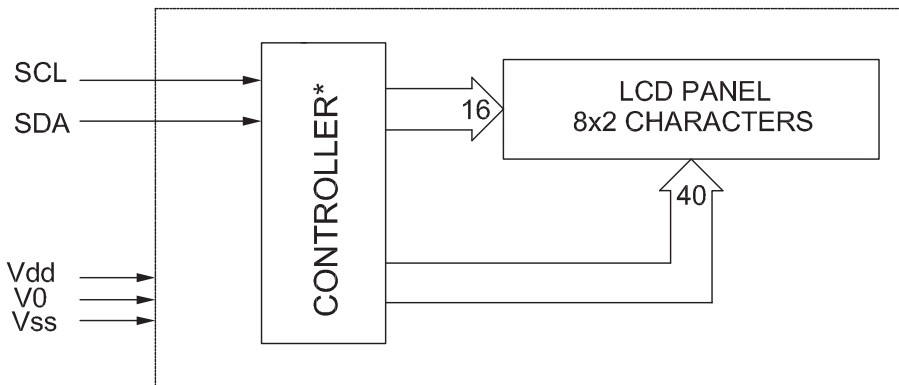 SCL
SDA
CONTROLLER*
16
LCD PANEL
8x2 CHARACTERS
40
Vdd
V0
Vss